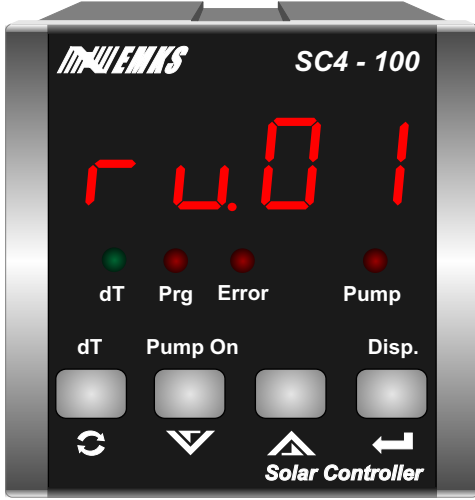 EMKS SC4 - 100
ru.01
dT Prg Error Pump
dT Pump On Disp.
Solar Controller